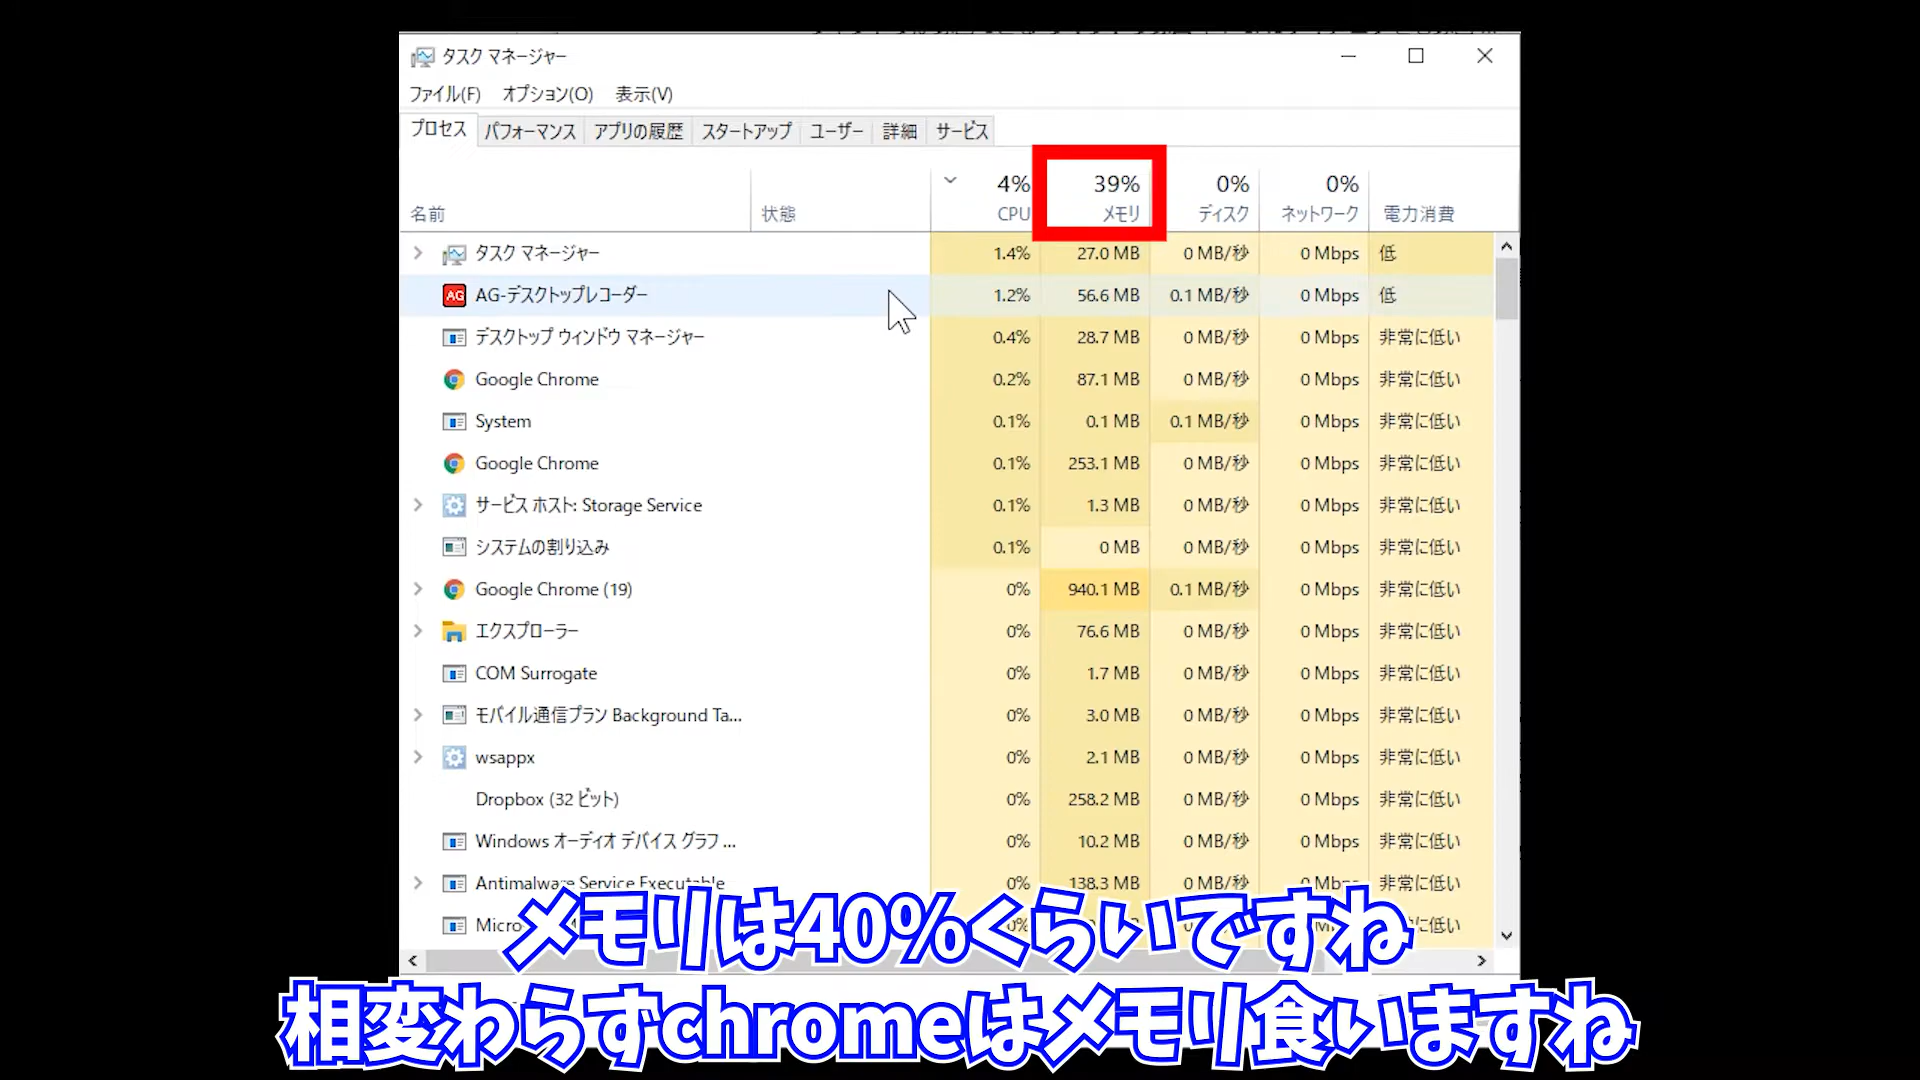 タスク マネージャー
ファイル(F) オプション(O) 表示(V)
プロセス パフォーマンス アプリの履歴 スタートアップ ユーザー 詳細 サービス
4% 39% 0% 0%
名前 状態 CPU メモリ ディスク ネットワーク 電力消費
タスク マネージャー 1.4% 27.0 MB 0 MB/秒 0 Mbps 低
AG AG-デスクトップレコーダー 1.2% 56.6 MB 0.1 MB/秒 0 Mbps 低
デスクトップ ウィンドウ マネージャー 0.4% 28.7 MB 0 MB/秒 0 Mbps 非常に低い
Google Chrome 0.2% 87.1 MB 0 MB/秒 0 Mbps 非常に低い
System 0.1% 0.1 MB 0.1 MB/秒 0 Mbps 非常に低い
Google Chrome 0.1% 253.1 MB 0 MB/秒 0 Mbps 非常に低い
サービス ホスト: Storage Service 0.1% 1.3 MB 0 MB/秒 0 Mbps 非常に低い
システムの割り込み 0.1% 0 MB 0 MB/秒 0 Mbps 非常に低い
Google Chrome (19) 0% 940.1 MB 0.1 MB/秒 0 Mbps 非常に低い
エクスプローラー 0% 76.6 MB 0 MB/秒 0 Mbps 非常に低い
COM Surrogate 0% 1.7 MB 0 MB/秒 0 Mbps 非常に低い
モバイル通信プラン Background Ta... 0% 3.0 MB 0 MB/秒 0 Mbps 非常に低い
wsappx 0% 2.1 MB 0 MB/秒 0 Mbps 非常に低い
Dropbox (32 ビット) 0% 258.2 MB 0 MB/秒 0 Mbps 非常に低い
Windows オーディオ デバイス グラフ ... 0% 10.2 MB 0 MB/秒 0 Mbps 非常に低い
Antimalware Service Executable 0% 138.3 MB 0 MB/秒 0 Mbps 非常に低い
メモリは40%くらいですね
相変わらずchromeはメモリ食いますね